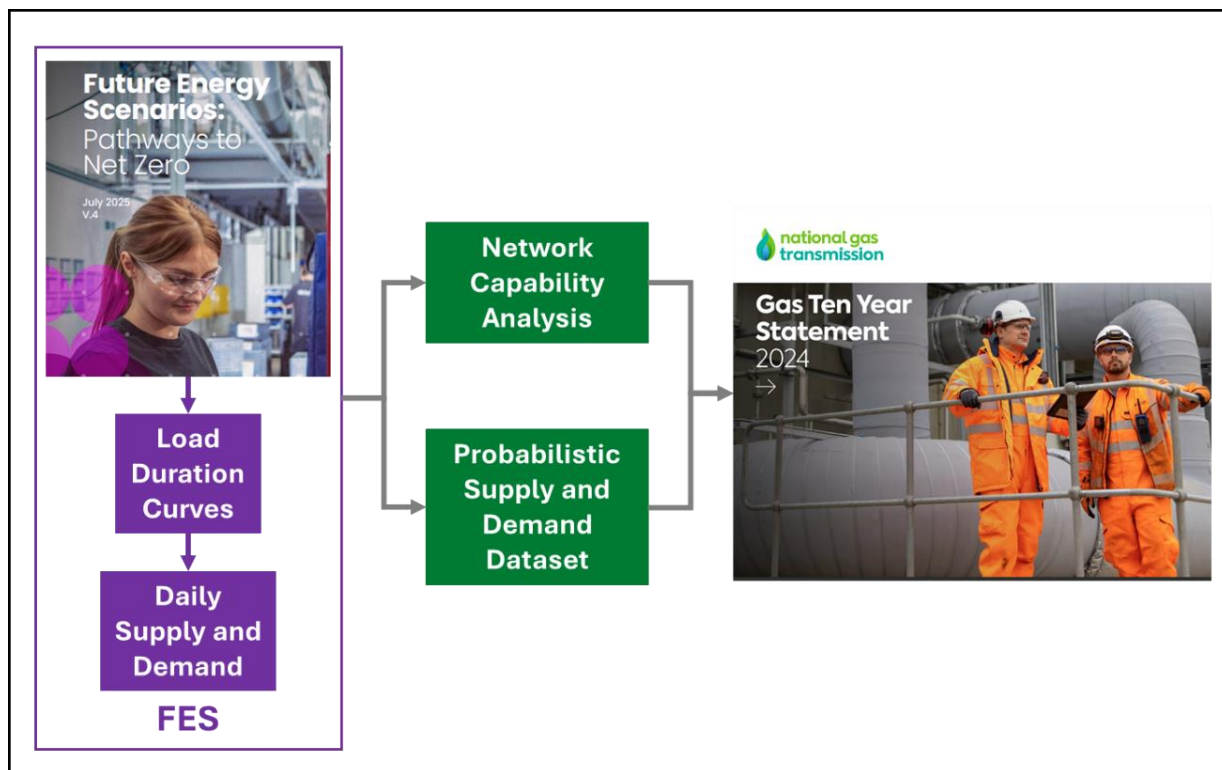 Future Energy
Scenarios:
Pathways to
Net Zero
July 2025
V.4
Load
Duration
Curves
Daily
Supply and
Demand
FES
Network
Capability
Analysis
Probabilistic
Supply and
Demand
Dataset
national gas
transmission
Gas Ten Year
Statement
2024
→